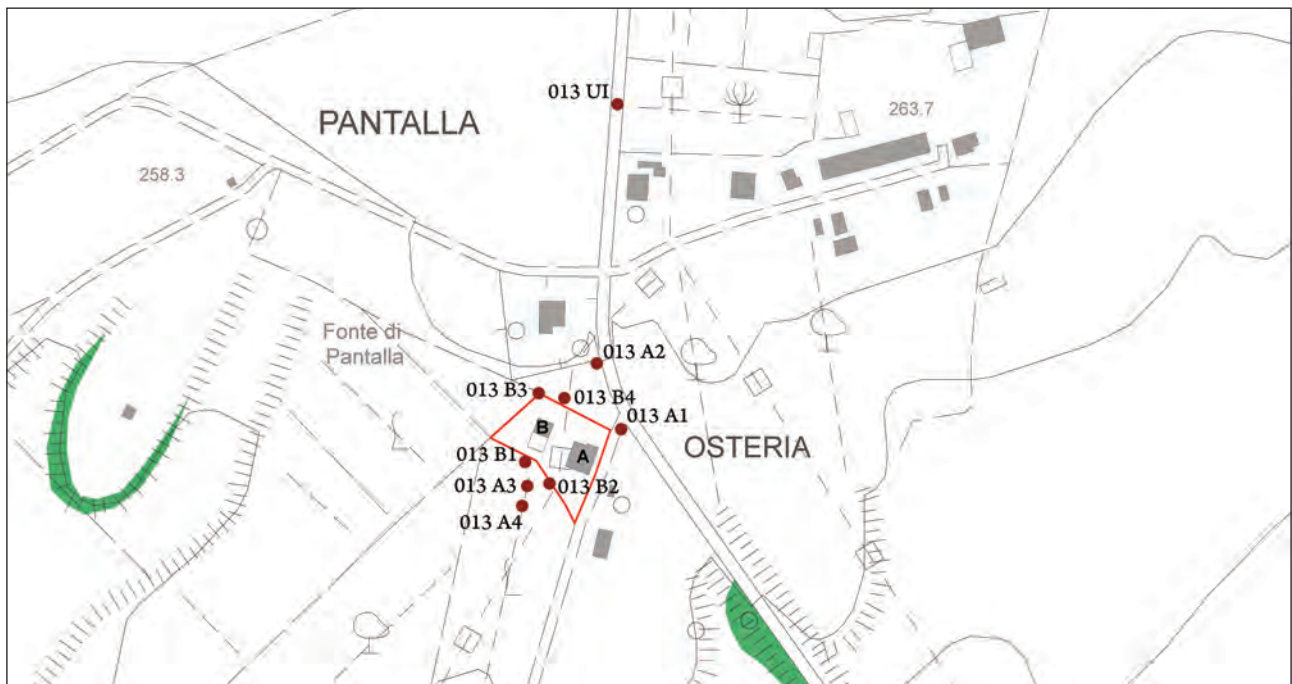 013 UI
PANTALLA
263.7
258.3
Fonte di
Pantalla
013 A2
013 B3
013 B4
013 A1
B
OSTERIA
A
013 B1
013 A3
013 B2
013 A4